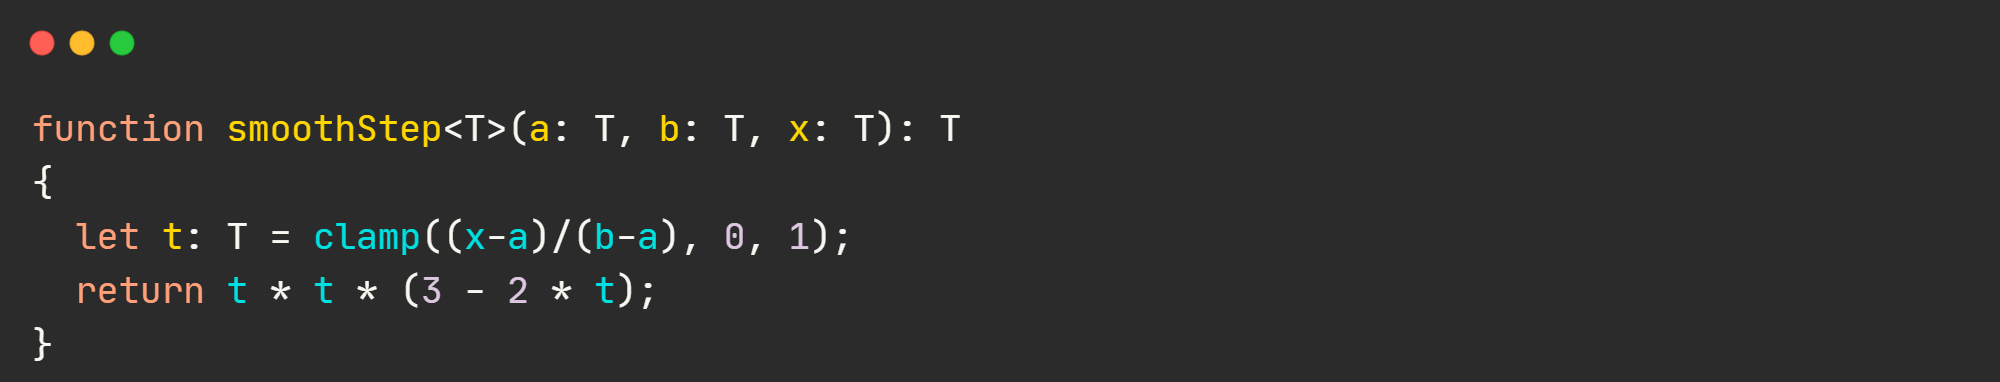 function smoothStep<T>(a: T, b: T, x: T): T
{
  let t: T = clamp((x-a)/(b-a), 0, 1);
  return t * t * (3 - 2 * t);
}